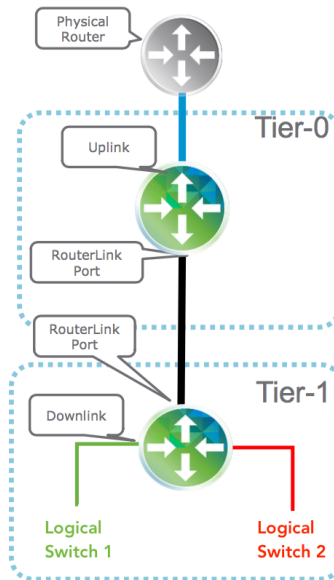 Physical
Router
Tier-0
Uplink
RouterLink
Port
RouterLink
Port
Tier-1
Downlink
Logical
Switch 1
Logical
Switch 2